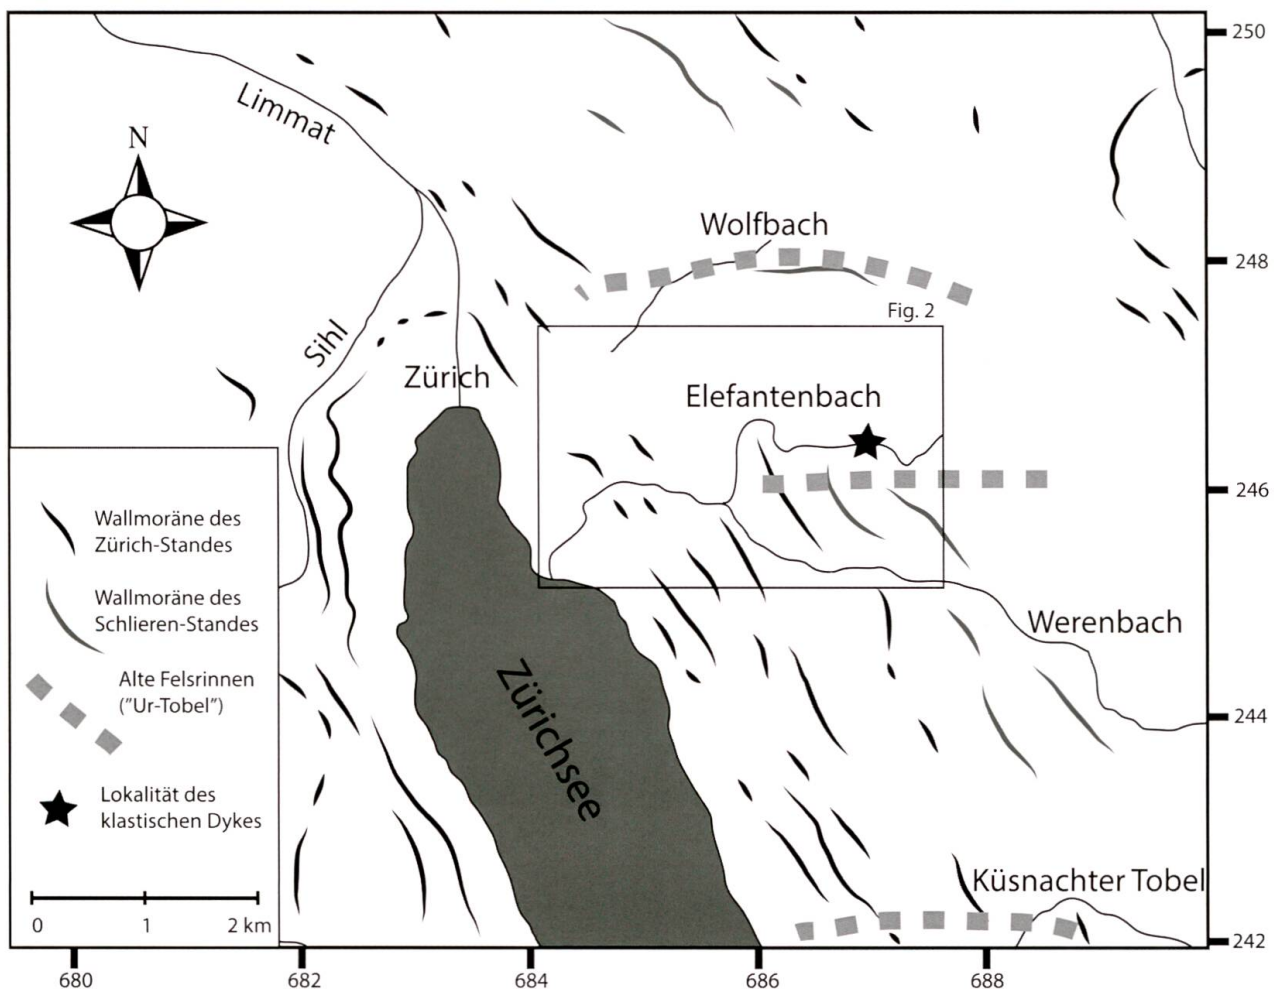 250
Limmat
N
Wolfbach
248
Fig. 2
Sihl
Zürich
Elefantenbach
246
Wallmoräne des
Zürich-Standes
Wallmoräne des
Schlieren-Standes
Werenbach
Alte Felsrinnen
("Ur-Tobel")
Zürichsee
244
Lokalität des
klastischen Dykes
Küsnachter Tobel
0 1 2 km
242
680 682 684 686 688